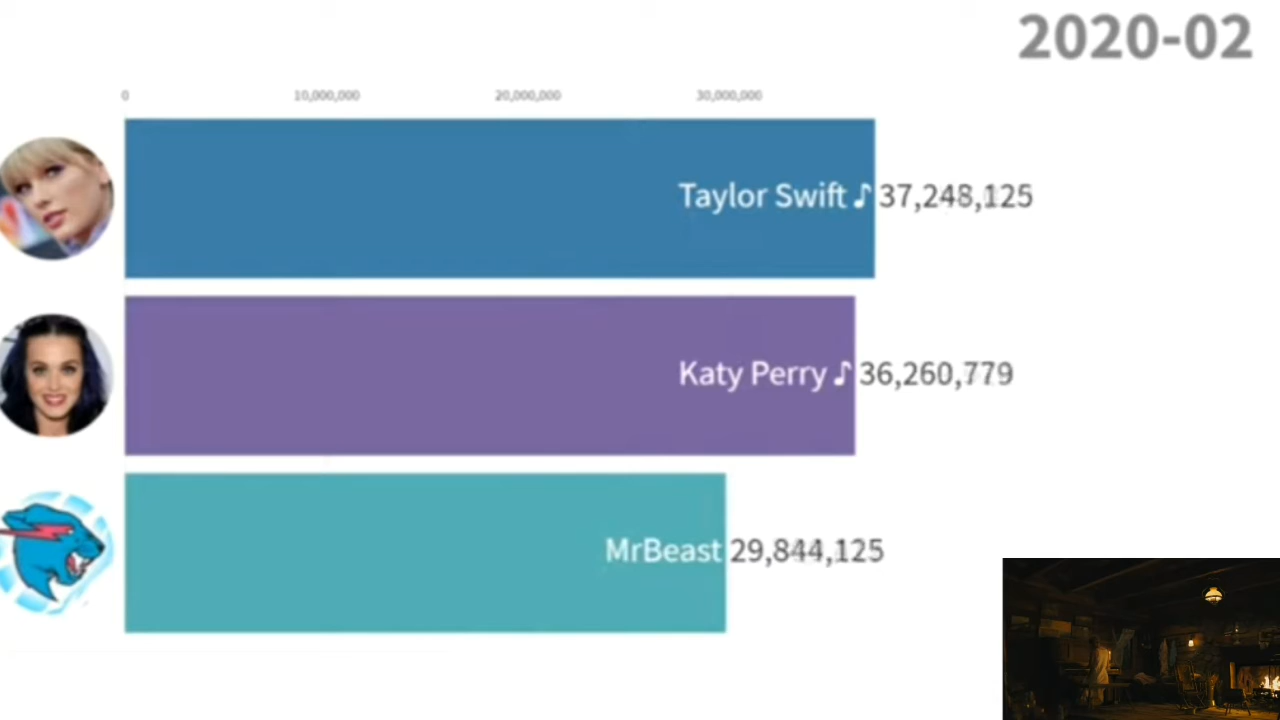 2020-02
0 10,000,000 20,000,000 30,000,000
Taylor Swift ♪ 37,248,125
Katy Perry ♪ 36,260,779
MrBeast 29,844,125